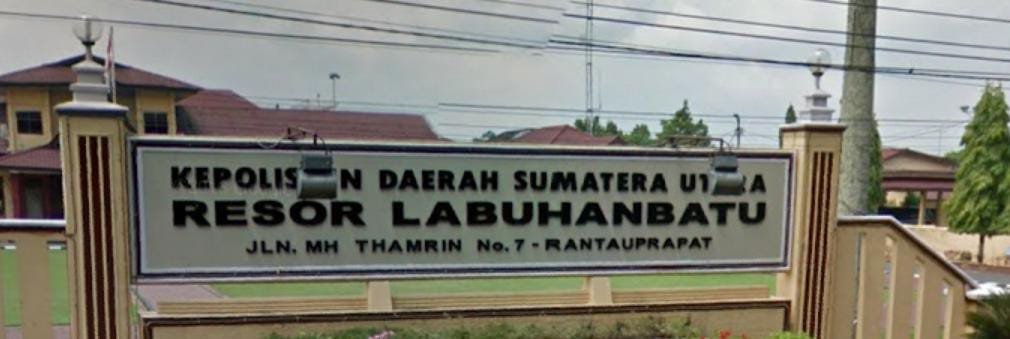 KEPOLISIAN DAERAH SUMATERA UTARA
RESOR LABUHANBATU
JLN. MH THAMRIN No. 7 - RANTAUPRAPAT